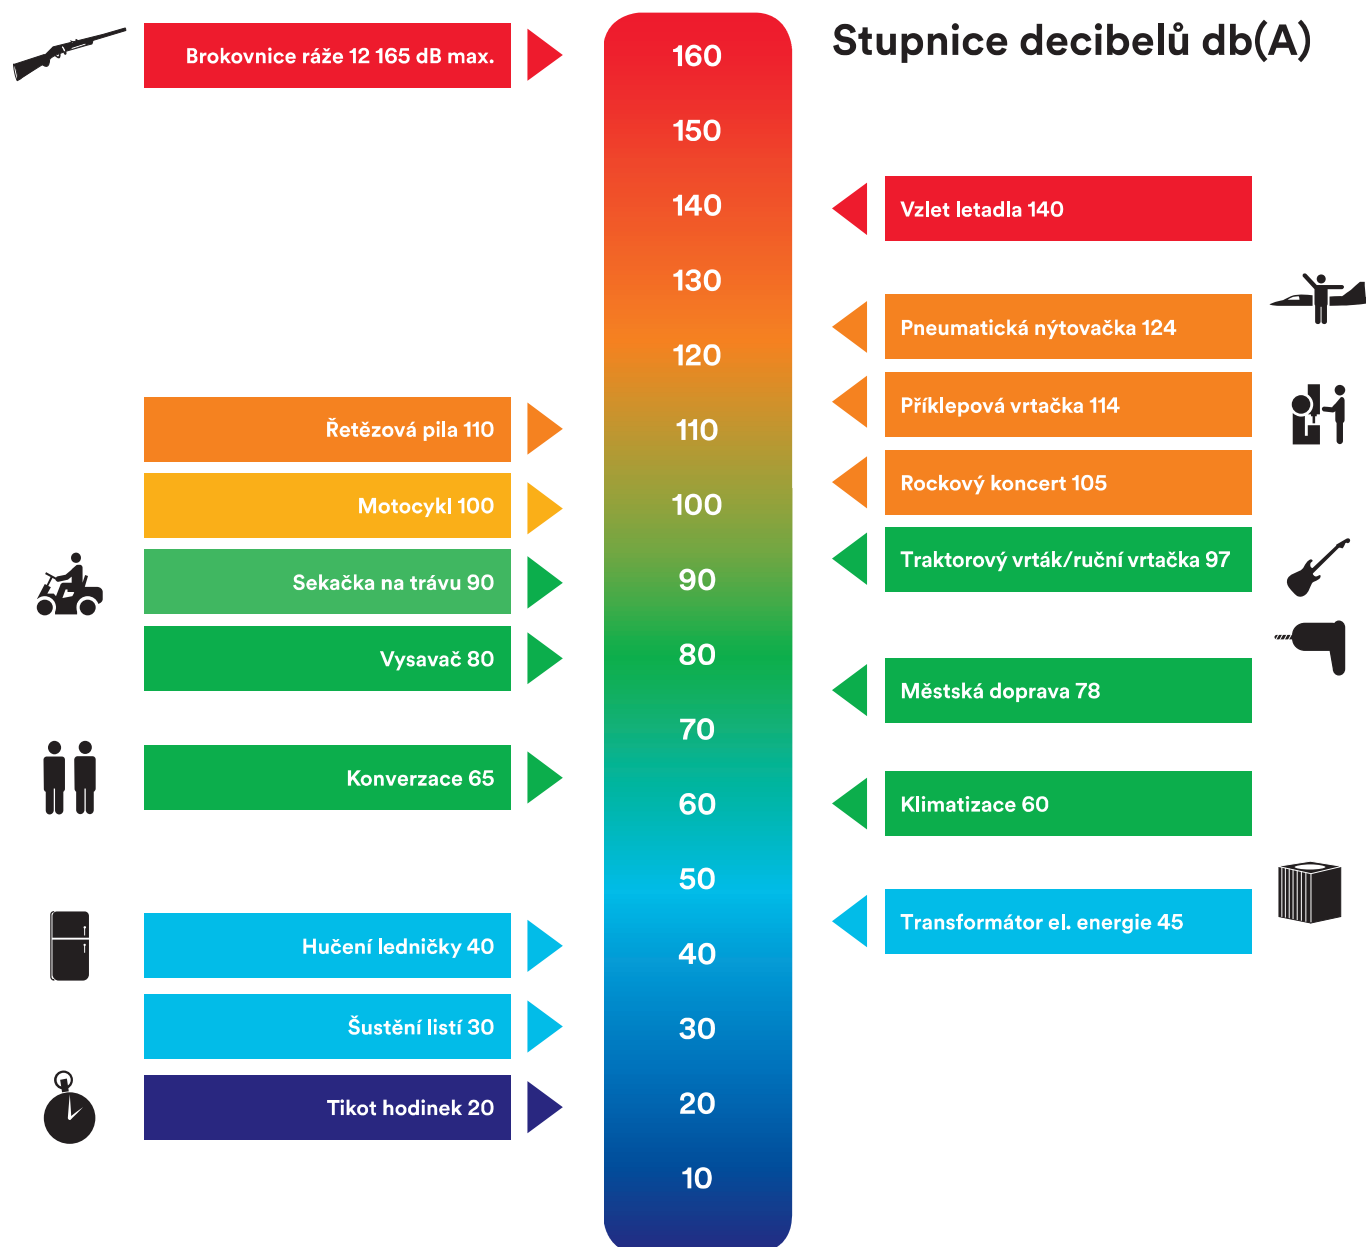 Stupnice decibelů db(A)
Brokovnice ráže 12 165 dB max.
Řetězová pila 110
Motocykl 100
Sekačka na trávu 90
Vysavač 80
Konverzace 65
Hučení ledničky 40
Šustění listí 30
Tikot hodinek 20
160
150
140
130
120
110
100
90
80
70
60
50
40
30
20
10
Vzlet letadla 140
Pneumatická nýtovačka 124
Příklepová vrtačka 114
Rockový koncert 105
Traktorový vrták/ruční vrtačka 97
Městská doprava 78
Klimatizace 60
Transformátor el. energie 45